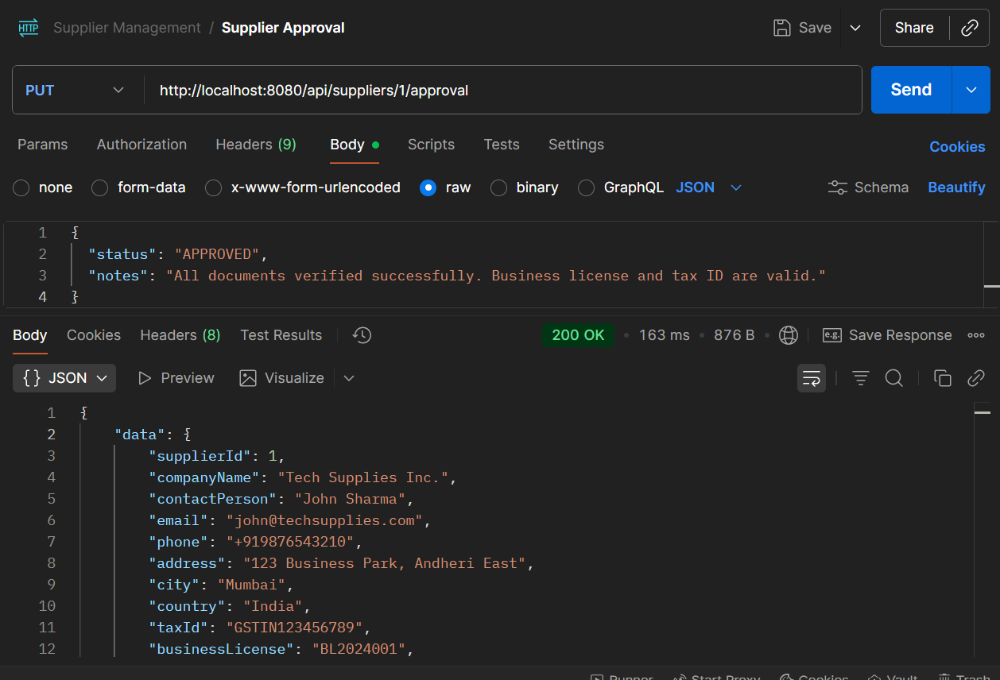 HTTP Supplier Management / Supplier Approval Save Share
PUT http://localhost:8080/api/suppliers/1/approval Send
Params Authorization Headers (9) Body Scripts Tests Settings Cookies
none form-data x-www-form-urlencoded raw binary GraphQL JSON Schema Beautify
1 {
2 "status": "APPROVED",
3 "notes": "All documents verified successfully. Business license and tax ID are valid."
4 }
Body Cookies Headers (8) Test Results 200 OK • 163 ms • 876 B • e.g. Save Response
{} JSON Preview Visualize
1 {
2 "data": {
3 "supplierId": 1,
4 "companyName": "Tech Supplies Inc.",
5 "contactPerson": "John Sharma",
6 "email": "john@techsupplies.com",
7 "phone": "+919876543210",
8 "address": "123 Business Park, Andheri East",
9 "city": "Mumbai",
10 "country": "India",
11 "taxId": "GSTIN123456789",
12 "businessLicense": "BL2024001",
Runner Start Proxy Cookies Vault Trash